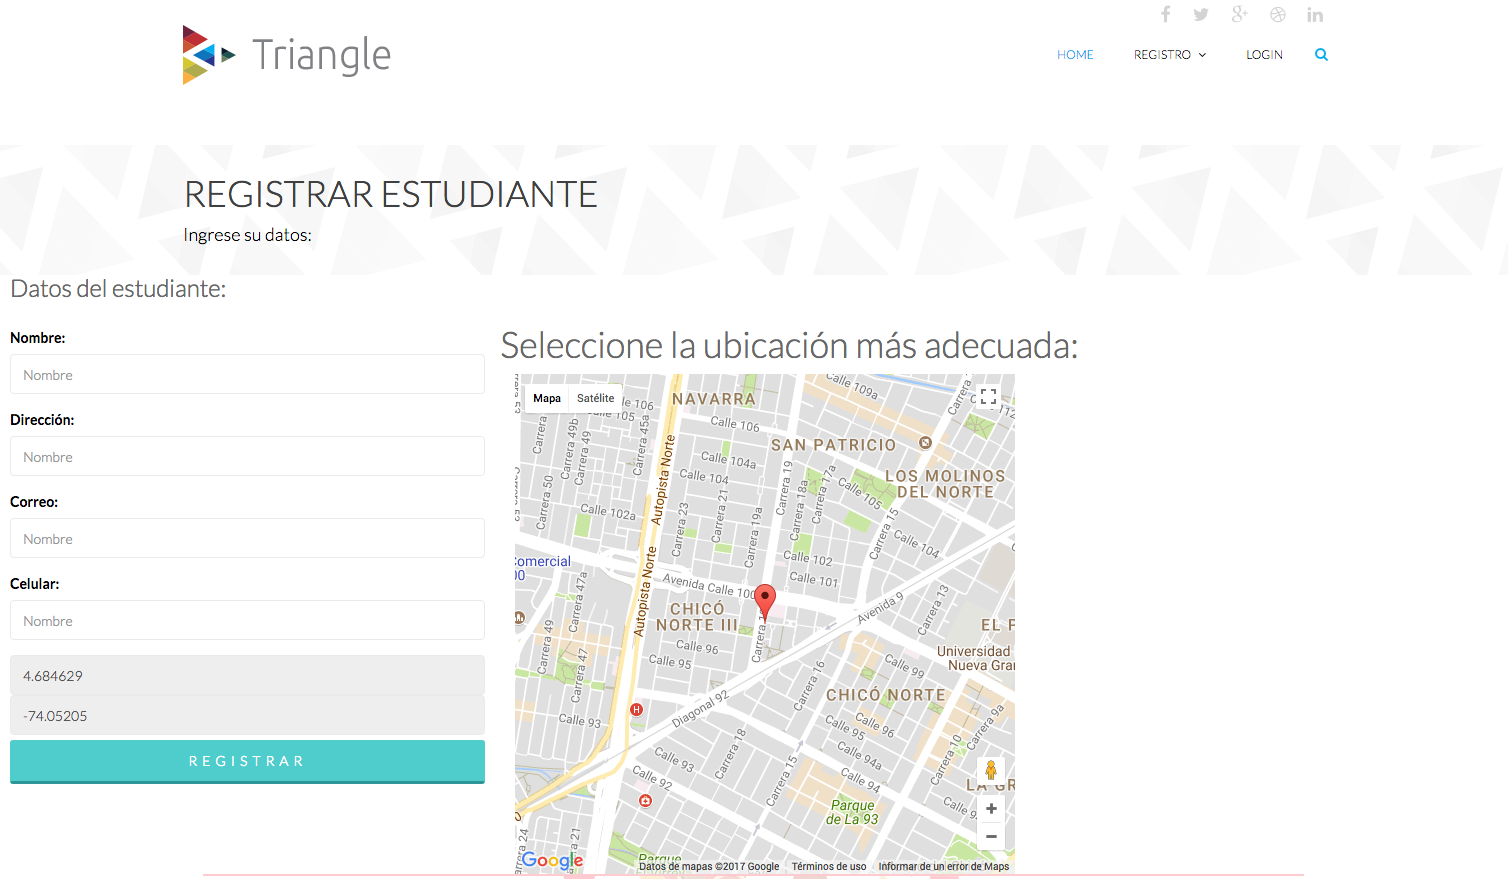 Triangle
HOME
REGISTRO
LOGIN
REGISTRAR ESTUDIANTE
Ingrese su datos:
Datos del estudiante:
Nombre:
Nombre
Dirección:
Nombre
Correo:
Nombre
Celular:
Nombre
4.684629
-74.05205
REGISTRAR
Seleccione la ubicación más adecuada:
Mapa
Satélite
NAVARRA
Calle 109a
Calle 106
SAN PATRICIO
LOS MOLINOS
DEL NORTE
Carrera 49b
Carrera 49
Carrera 45a
Autopista Norte
Calle 104a
Calle 104
Carrera 19
Carrera 18a
Carrera 17a
Calle 105
Carrera 15
Carrera 50
Calle 102a
Carrera 23
Carrera 21
Carrera 19a
Calle 104
Calle 102
Calle 101
Autopista Norte
Avenida Calle 100
Carrera 47a
Avenida 9
Carrera 13
CHICÓ
NORTE III
Carrera 49
Carrera 47
Calle 96
Calle 95
Universidad
Calle 99
Carrera 16
CHICÓ NORTE
Diagonal 92
Calle 93
Calle 96
Calle 95
Carrera 9a
Carrera 18
Carrera 15
Carrera 10
Calle 94a
Calle 94
Calle 93
Calle 92
Parque
de La 93
Carrera 24
Carrera 21
Google
Datos de mapas ©2017 Google
Términos de uso
Informar de un error de Maps